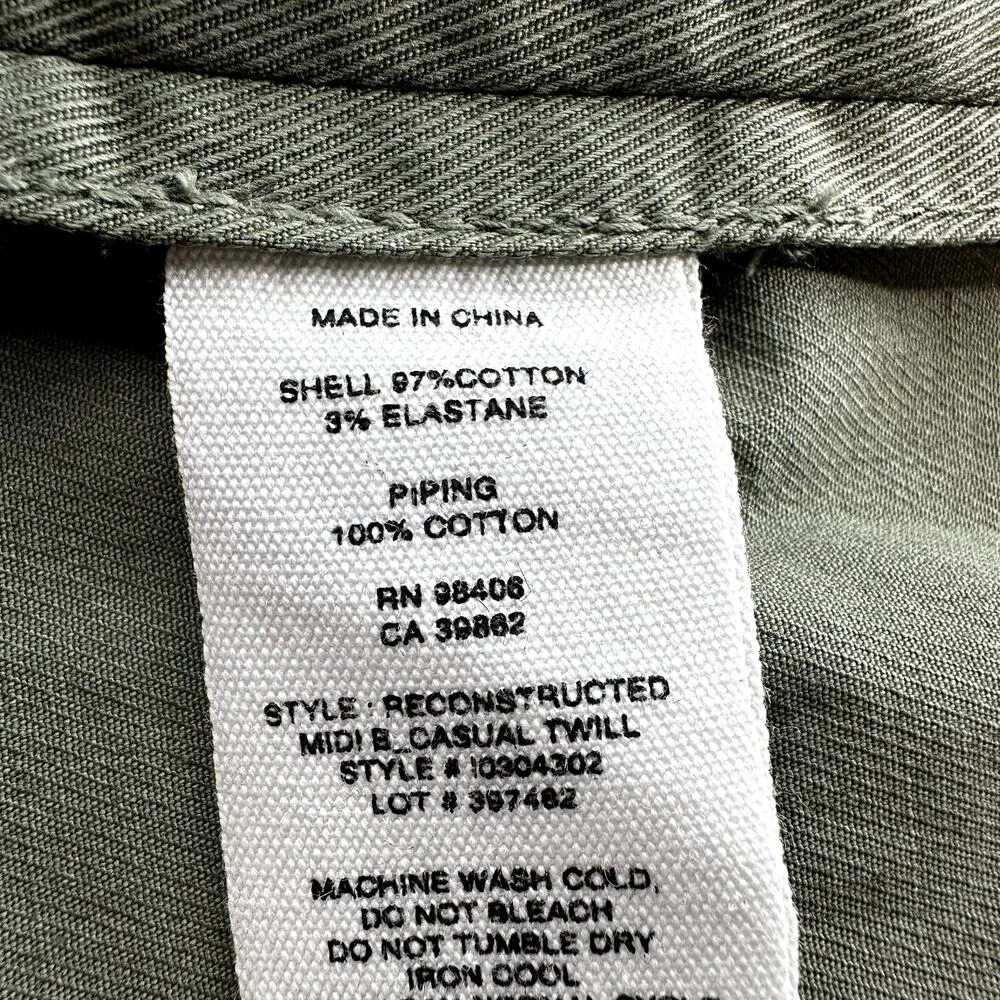 MADE IN CHINA
SHELL 97%COTTON
3% ELASTANE
PIPING
100% COTTON
RN 98406
CA 39862
STYLE : RECONSTRUCTED
MIDI B_CASUAL TWILL
STYLE # I0304302
LOT # 397462
MACHINE WASH COLD,
DO NOT BLEACH
DO NOT TUMBLE DRY
IRON COOL